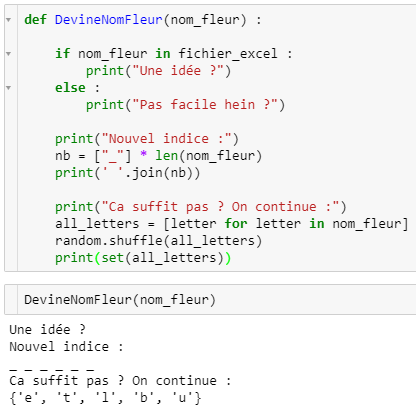 def DevineNomFleur(nom_fleur) :
if nom_fleur in fichier_excel :
print("Une idée ?")
else :
print("Pas facile hein ?")
print("Nouvel indice :")
nb = ["_"] * len(nom_fleur)
print(' '.join(nb))
print("Ca suffit pas ? On continue :")
all_letters = [letter for letter in nom_fleur]
random.shuffle(all_letters)
print(set(all_letters))
DevineNomFleur(nom_fleur)
Une idée ?
Nouvel indice :
_ _ _ _ _ _
Ca suffit pas ? On continue :
{'e', 't', 'l', 'b', 'u'}